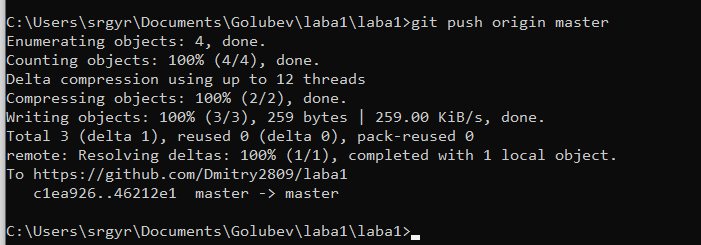 C:\Users\srgyr\Documents\Golubev\laba1\laba1>git push origin master
Enumerating objects: 4, done.
Counting objects: 100% (4/4), done.
Delta compression using up to 12 threads
Compressing objects: 100% (2/2), done.
Writing objects: 100% (3/3), 259 bytes | 259.00 KiB/s, done.
Total 3 (delta 1), reused 0 (delta 0), pack-reused 0
remote: Resolving deltas: 100% (1/1), completed with 1 local object.
To https://github.com/Dmitry2809/laba1
   c1ea926..46212e1  master -> master
C:\Users\srgyr\Documents\Golubev\laba1\laba1>